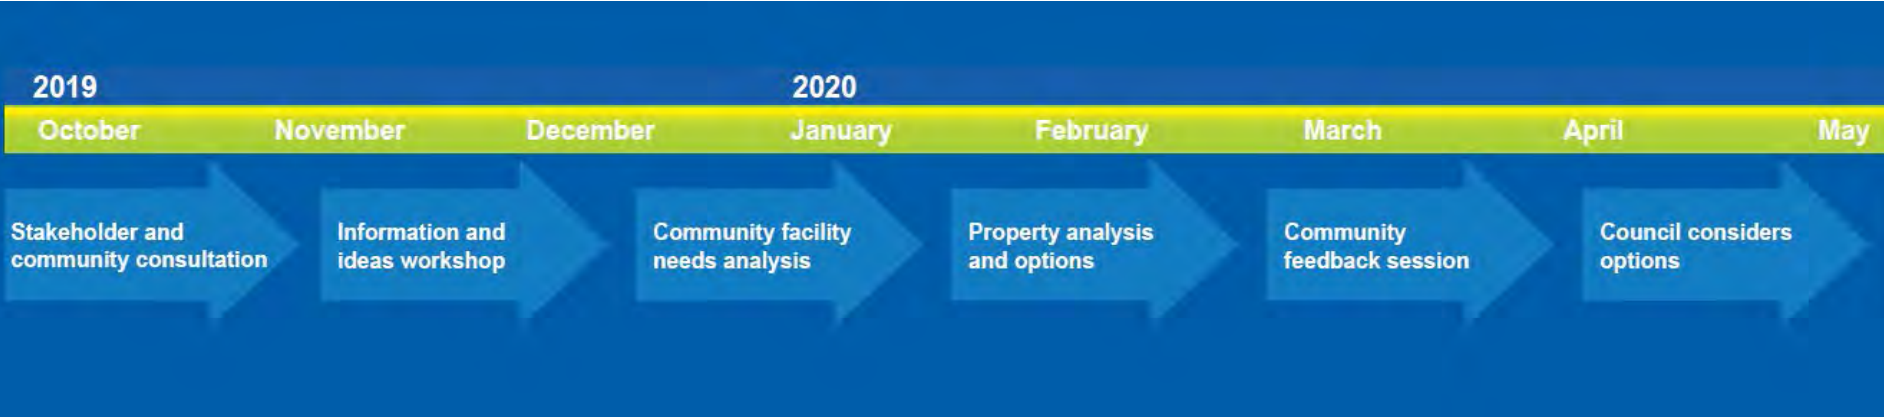 2019 2020
October November December January February March April May
Stakeholder and
community consultation
Information and
ideas workshop
Community facility
needs analysis
Property analysis
and options
Community
feedback session
Council considers
options